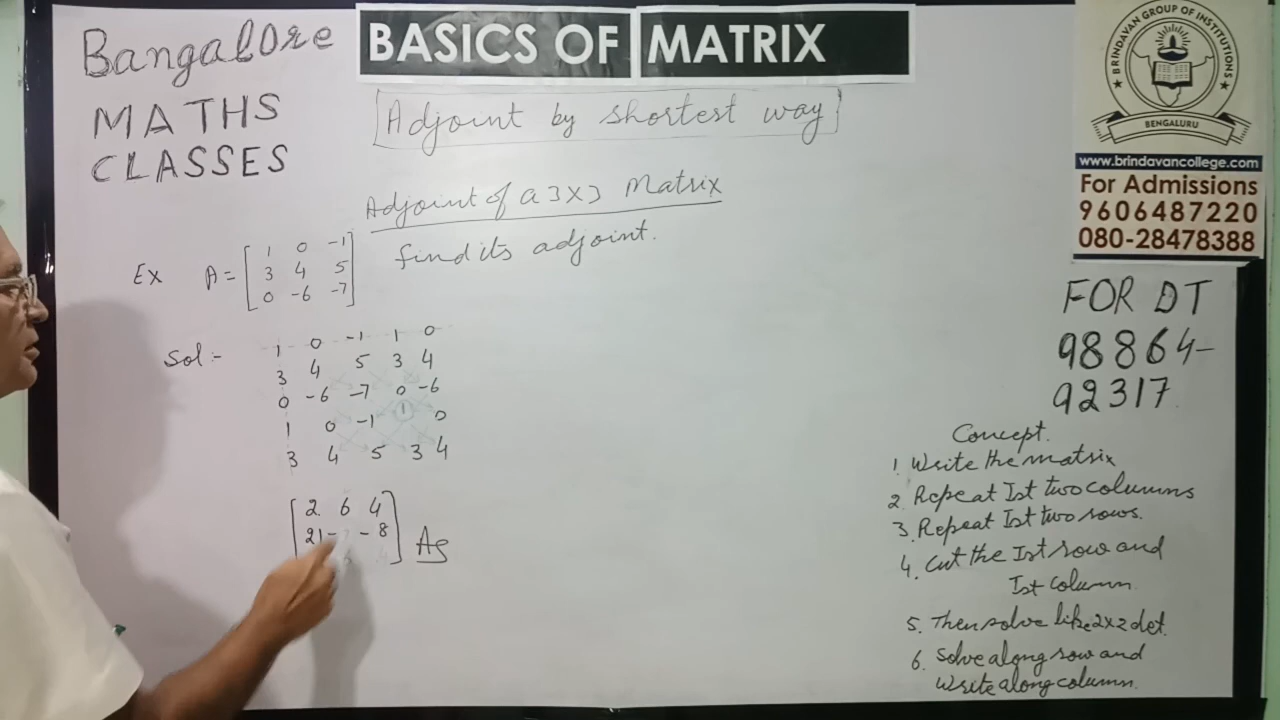 Bangalore
MATHS
CLASSES
BASICS OF MATRIX
Adjoint by shortest way
Adjoint of a 3X3 Matrix
find its adjoint.
Ex A = [ 1 0 -1
3 4 5
0 -6 -7 ]
Sol :-
1 0 -1 1 0
3 4 5 3 4
0 -6 -7 0 -6
1 0 -1 1 0
3 4 5 3 4
[ 2 6 4
21 - -8
As
BRINDAVAN GROUP OF INSTITUTIONS
BENGALURU
www.brindavancollege.com
For Admissions
9606487220
080-28478388
FOR DT
98864-
92317
Concept.
1. Write the matrix
2. Repeat Ist two columns
3. Repeat Ist two rows.
4. Cut the Ist row and
Ist column
5. Then solve like 2x2 det.
6. Solve along row and
Write along column.